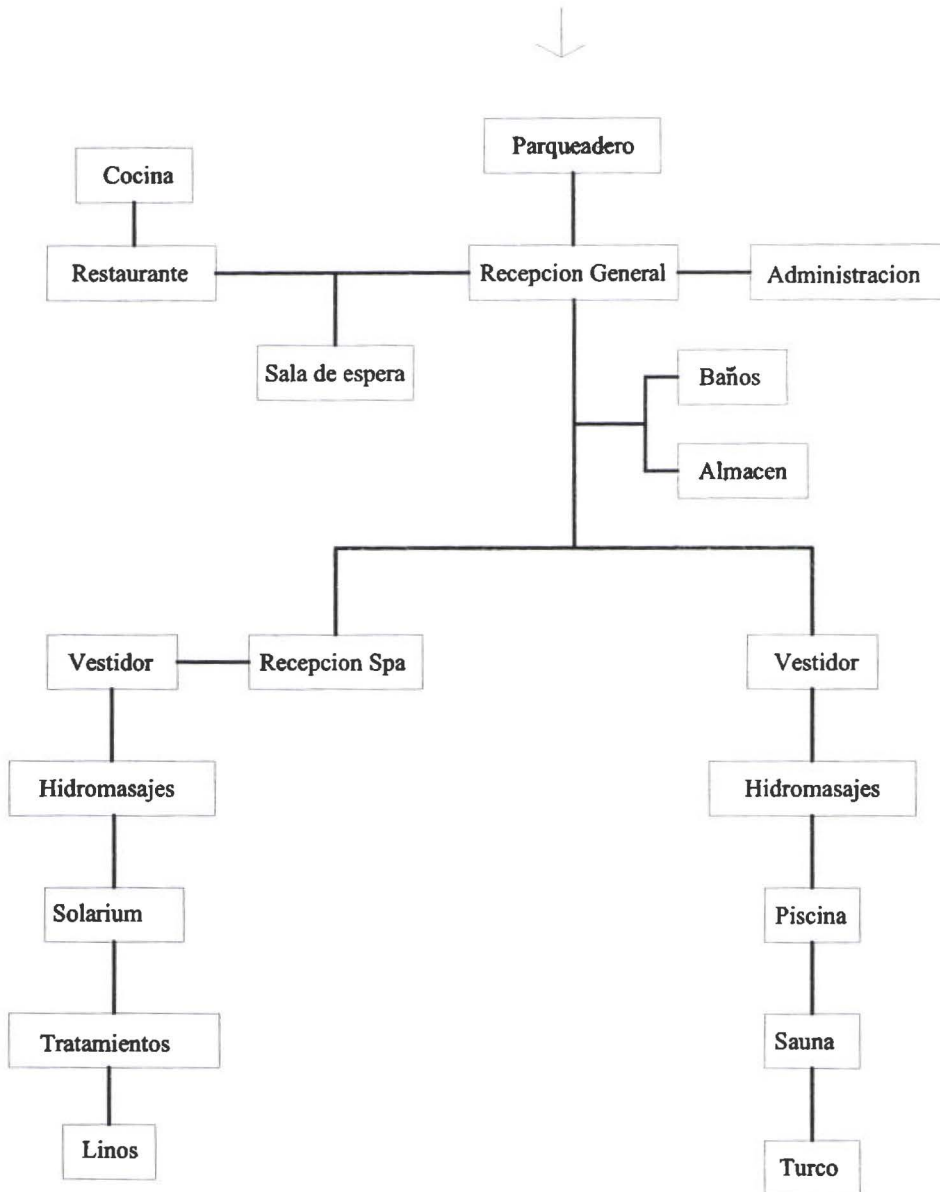 Parqueadero
Cocina
Restaurante
Recepcion General
Administracion
Sala de espera
Baños
Almacen
Vestidor
Recepcion Spa
Vestidor
Hidromasajes
Hidromasajes
Solarium
Piscina
Tratamientos
Sauna
Linos
Turco